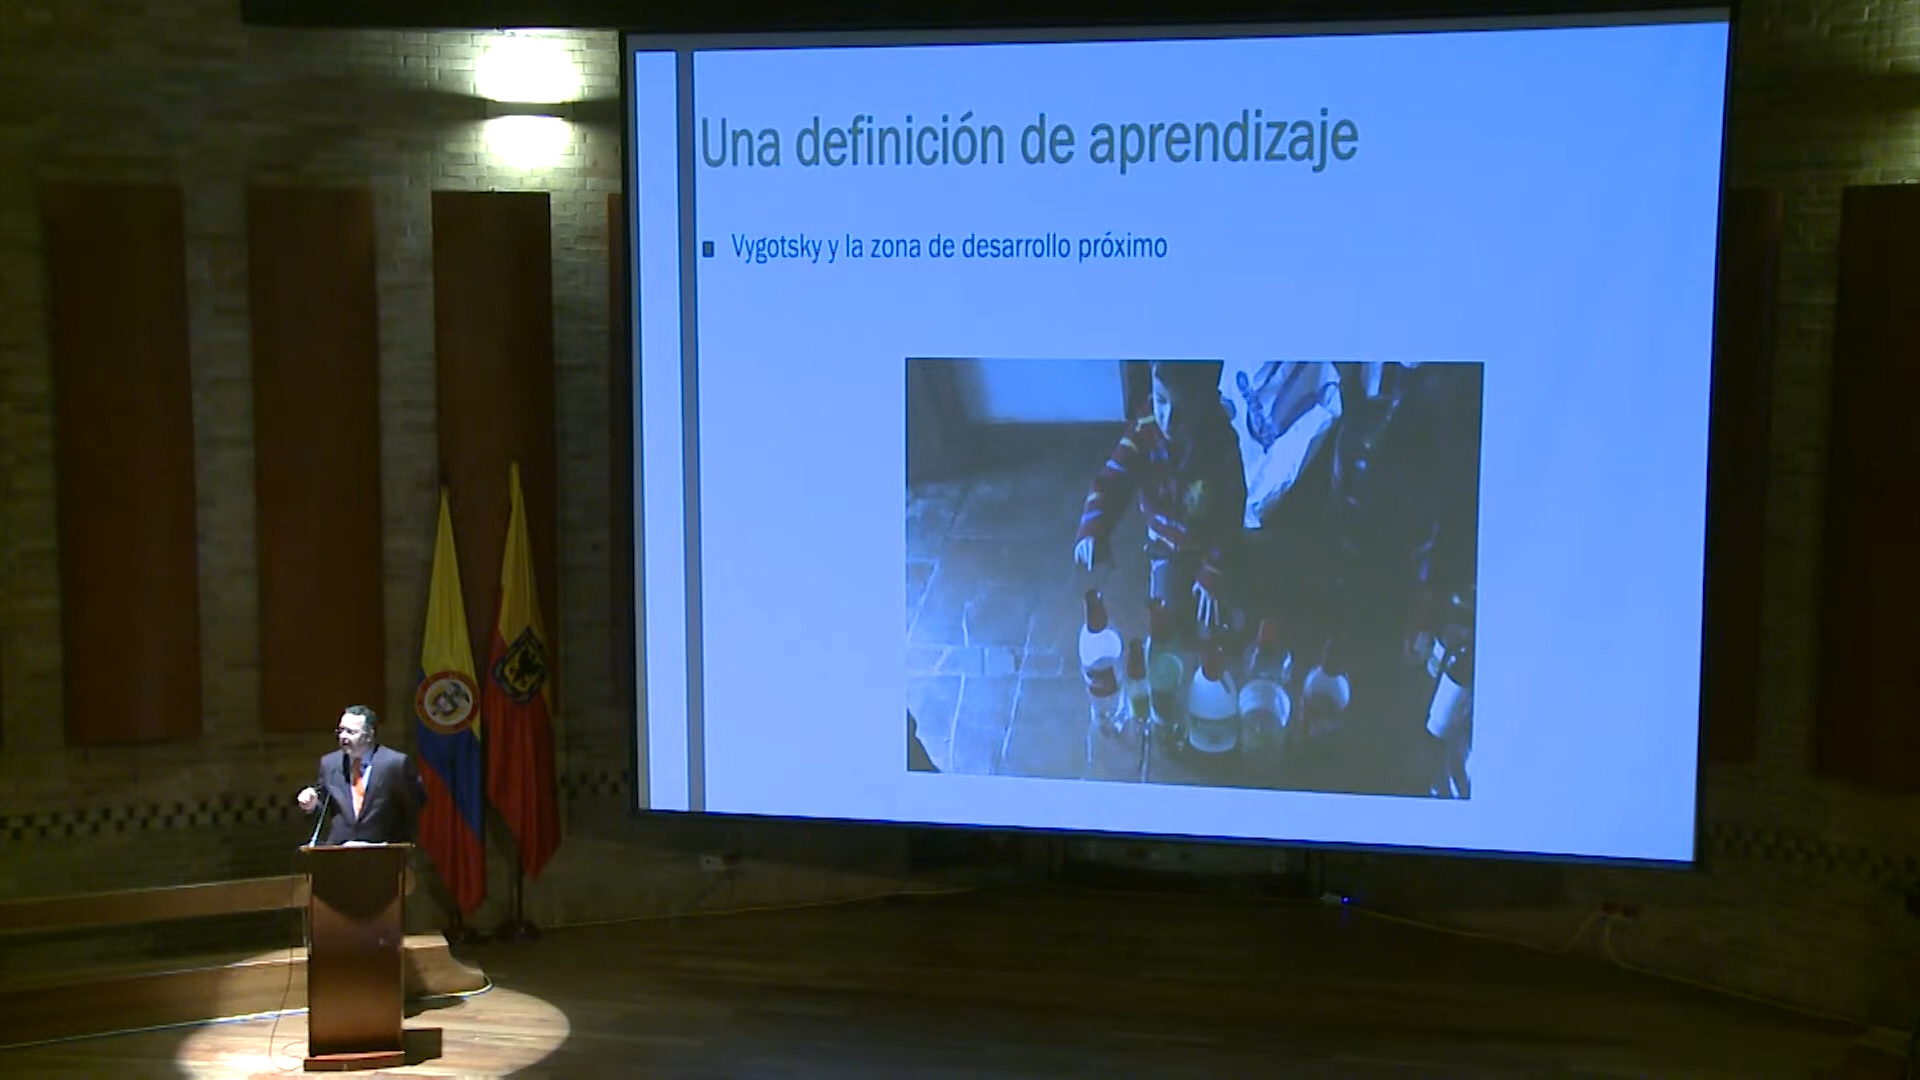 Una definición de aprendizaje
Vygotsky y la zona de desarrollo próximo